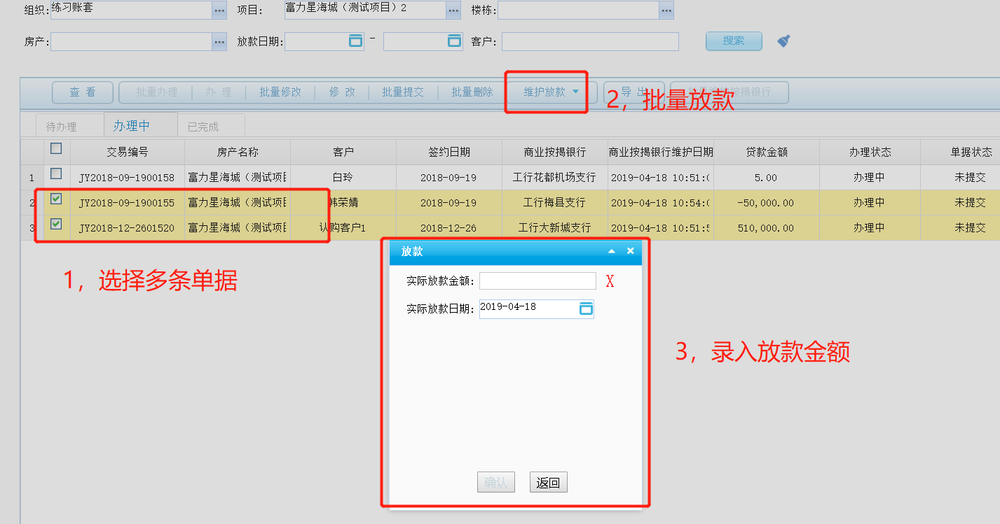 组织: 练习账套 ... 项目: 富力星海城（测试项目）2 ... 楼栋: ...
房产: ... 放款日期: - 客户: 搜索
查 看 批量办理 办 理 批量修改 修 改 批量提交 批量删除 维护放款 导 出 按揭银行
2，批量放款
待办理 办理中 已完成
交易编号 房产名称 客户 签约日期 商业按揭银行 商业按揭银行维护日期 贷款金额 办理状态 单据状态
1 JY2018-09-1900158 富力星海城（测试项 白玲 2018-09-19 工行花都机场支行 2019-04-18 10:51:0 5.00 办理中 未提交
2 JY2018-09-1900155 富力星海城（测试项 韩荣婧 2018-09-19 工行梅县支行 2019-04-18 10:54:0 -50,000.00 办理中 未提交
3 JY2018-12-2601520 富力星海城（测试项 认购客户1 2018-12-26 工行大新城支行 2019-04-18 10:51:5 510,000.00 办理中 未提交
1，选择多条单据
放款
实际放款金额: X
实际放款日期: 2019-04-18
3，录入放款金额
确认 返回